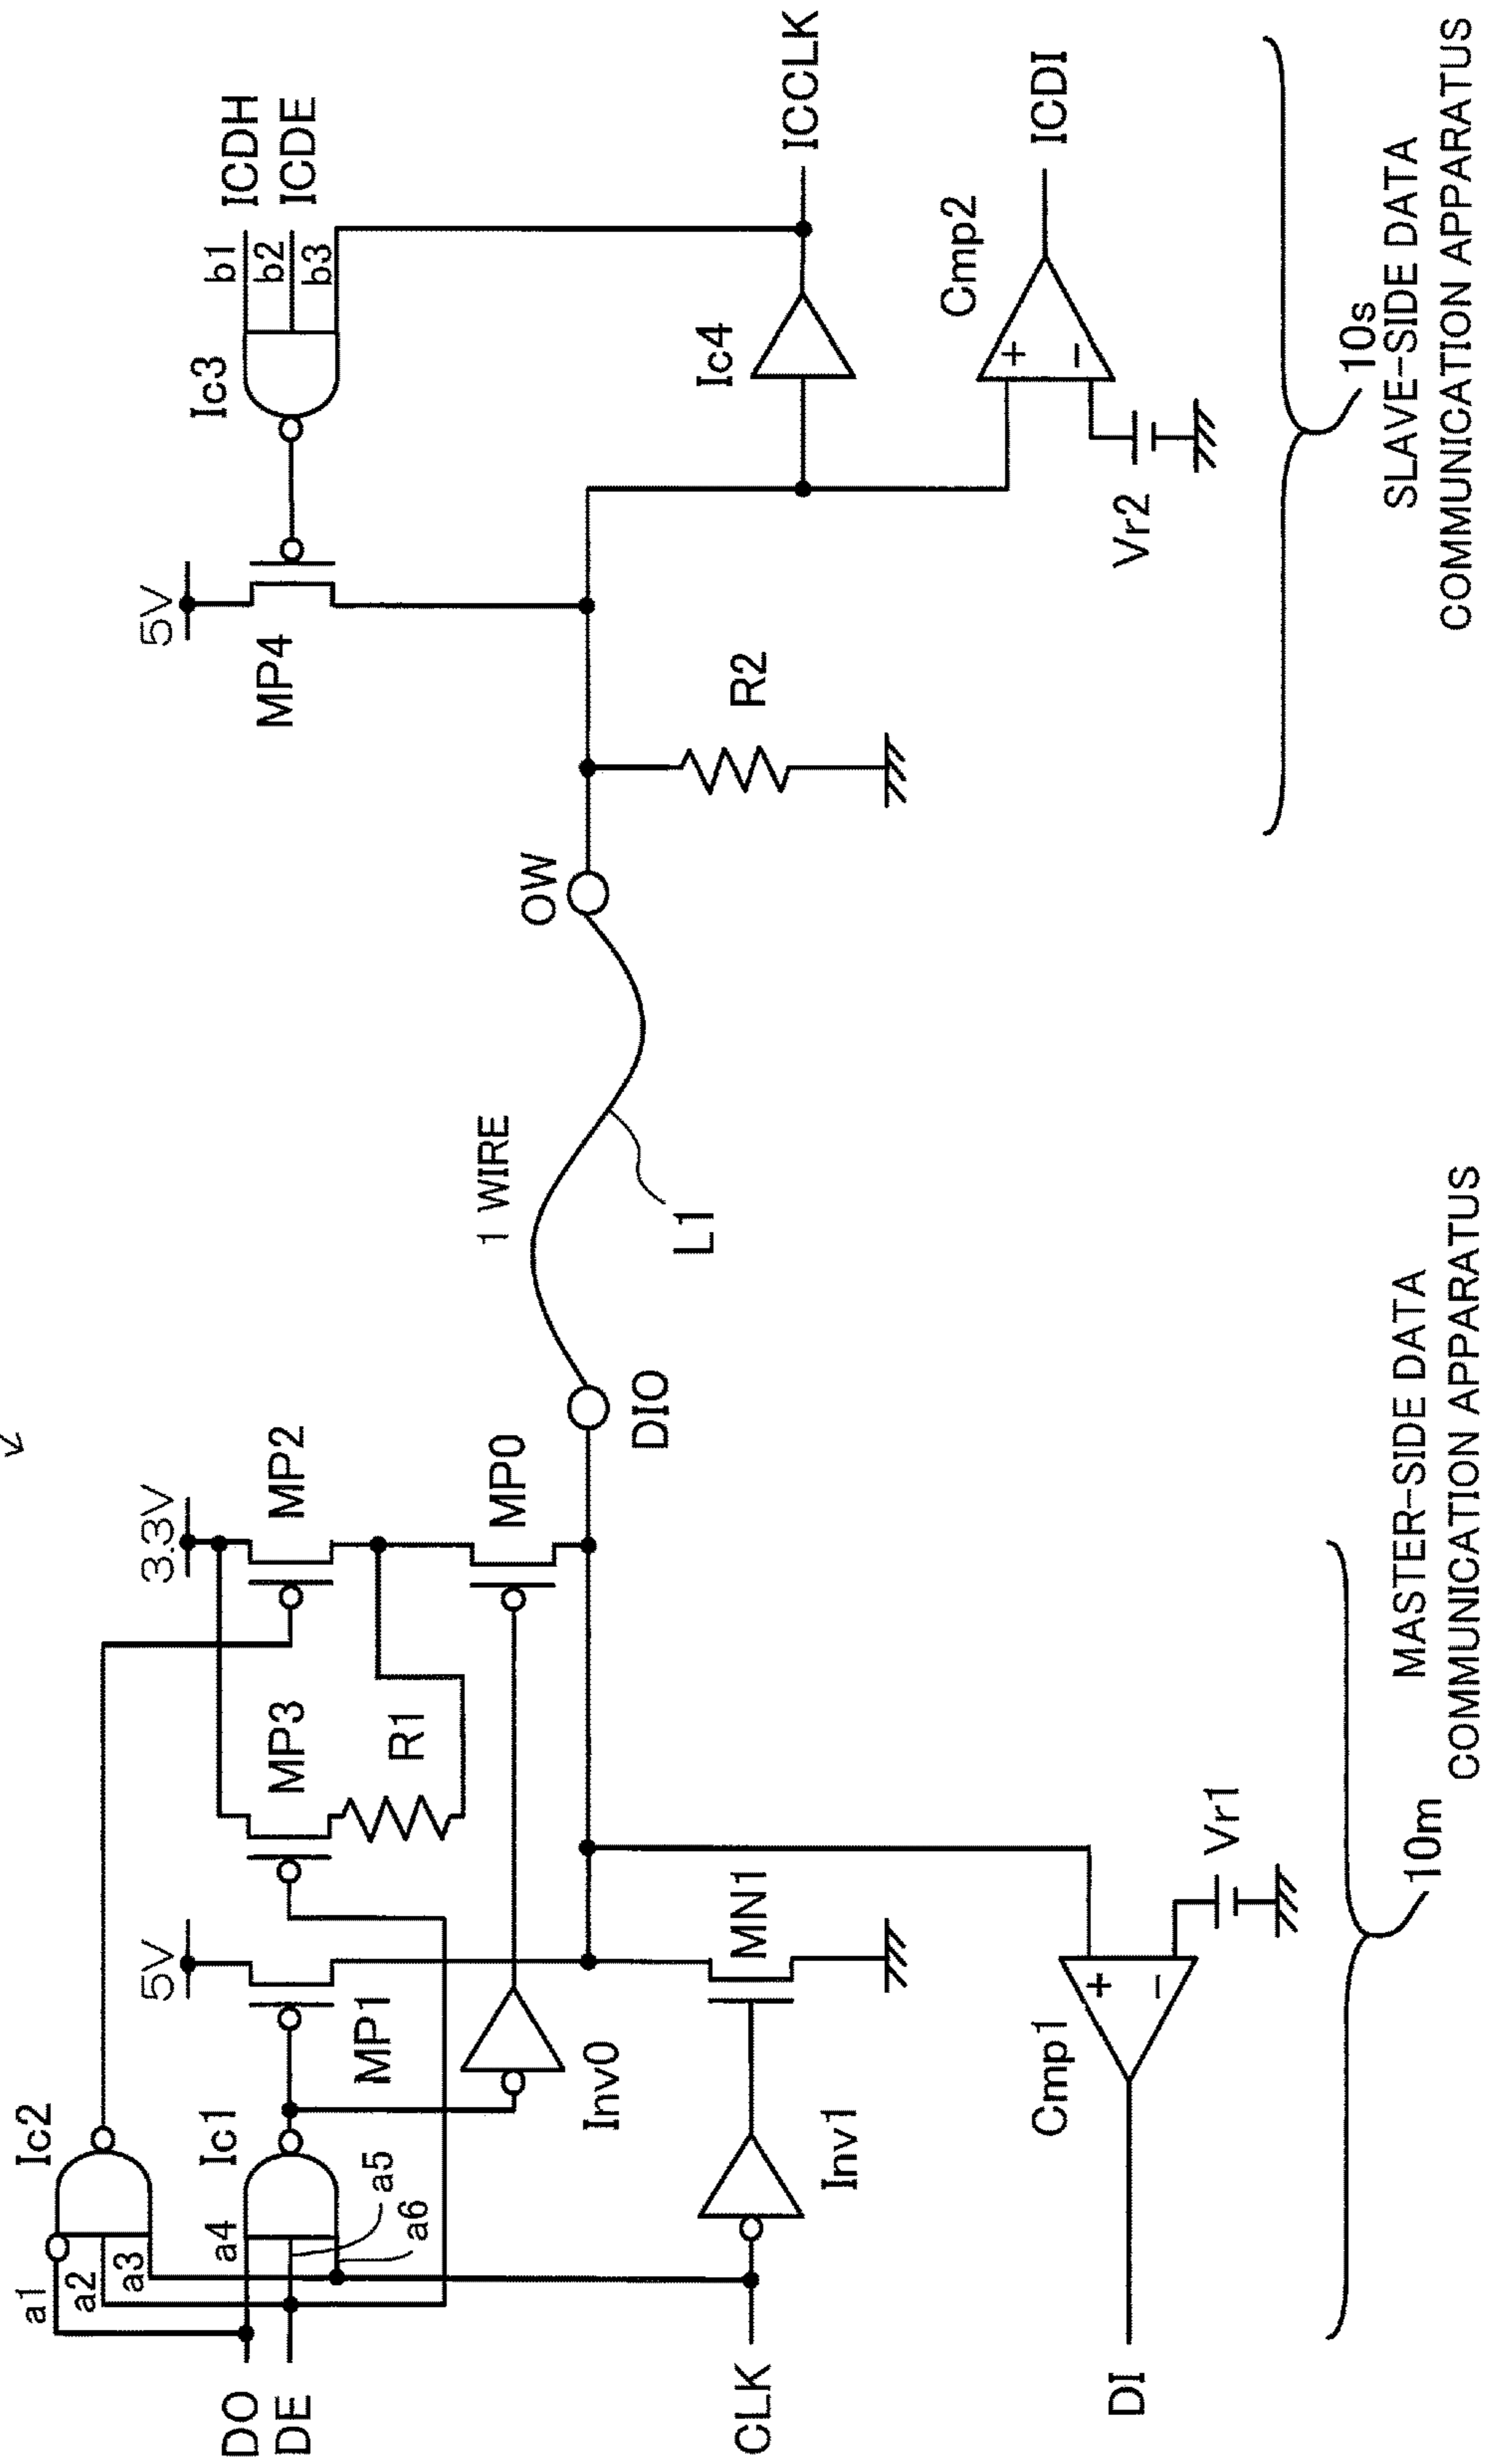 DO
DE
CLK
DI
a1
a2
a3
a4
a5
a6
Ic2
Ic1
Inv0
Inv1
Cmp1
5V
MP1
MN1
Vr1
+
−
MP3
R1
3.3V
MP2
MP0
DIO
1 WIRE
L1
OW
R2
5V
MP4
Ic3
b1
b2
b3
ICDH
ICDE
Ic4
ICCLK
Cmp2
+
−
Vr2
ICDI
10m
MASTER-SIDE DATA
COMMUNICATION APPARATUS
10s
SLAVE-SIDE DATA
COMMUNICATION APPARATUS